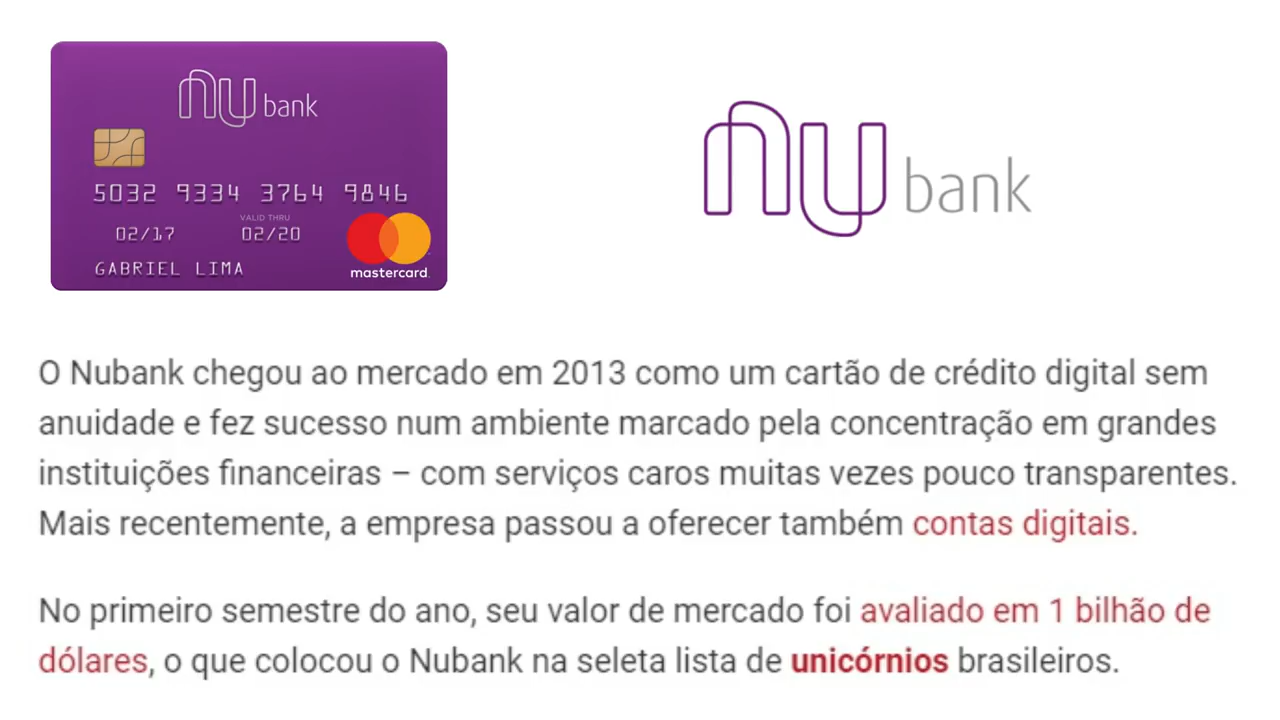 nu bank
5032 9334 3764 9846
VALID THRU
02/17 02/20
GABRIEL LIMA
mastercard.
nu bank
O Nubank chegou ao mercado em 2013 como um cartão de crédito digital sem
anuidade e fez sucesso num ambiente marcado pela concentração em grandes
instituições financeiras – com serviços caros muitas vezes pouco transparentes.
Mais recentemente, a empresa passou a oferecer também contas digitais.
No primeiro semestre do ano, seu valor de mercado foi avaliado em 1 bilhão de
dólares, o que colocou o Nubank na seleta lista de unicórnios brasileiros.